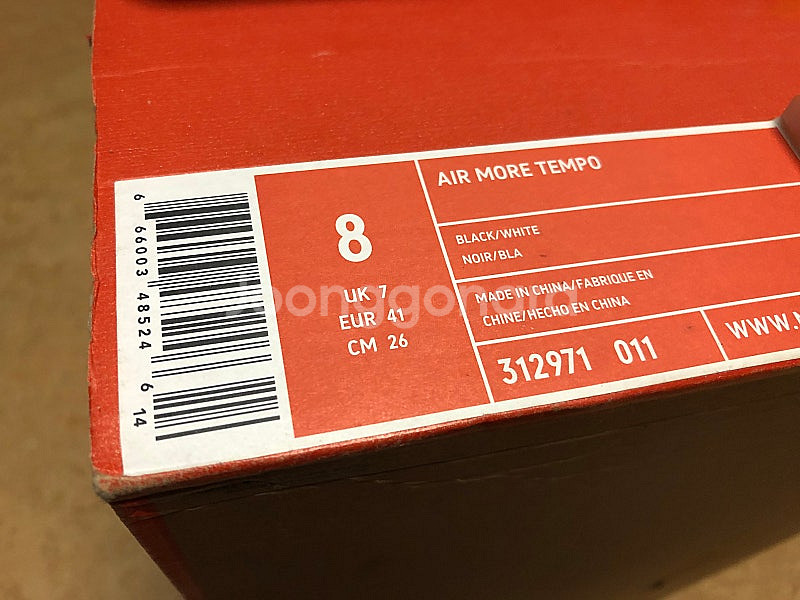 AIR MORE TEMPO
8
UK 7
EUR 41
CM 26
BLACK/WHITE
NOIR/BLA
MADE IN CHINA/FABRIQUE EN
CHINE/HECHO EN CHINA
312971 011
WWW.N
6 66003 48524 6 14
Joonggonara